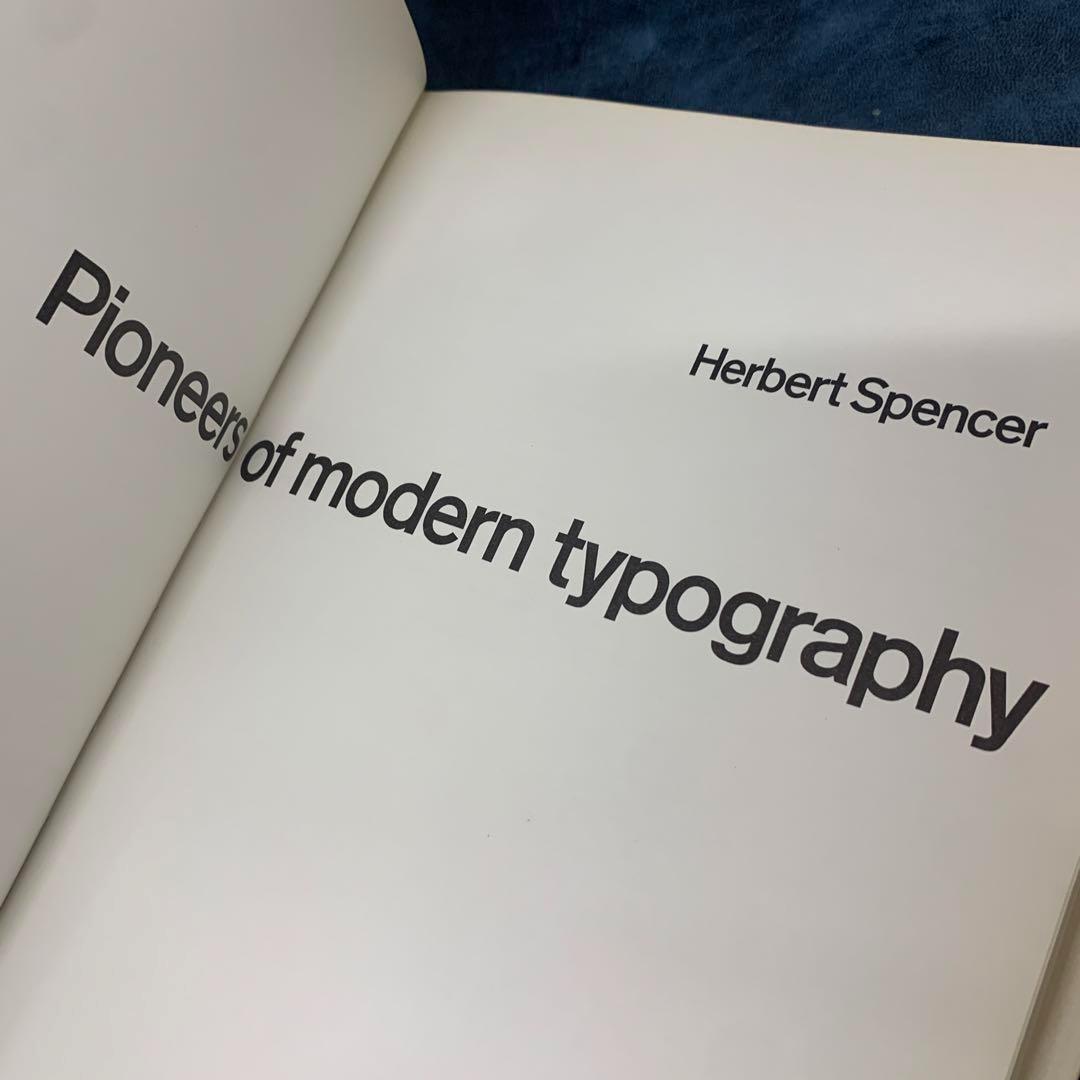 Herbert Spencer
Pioneers of modern typography